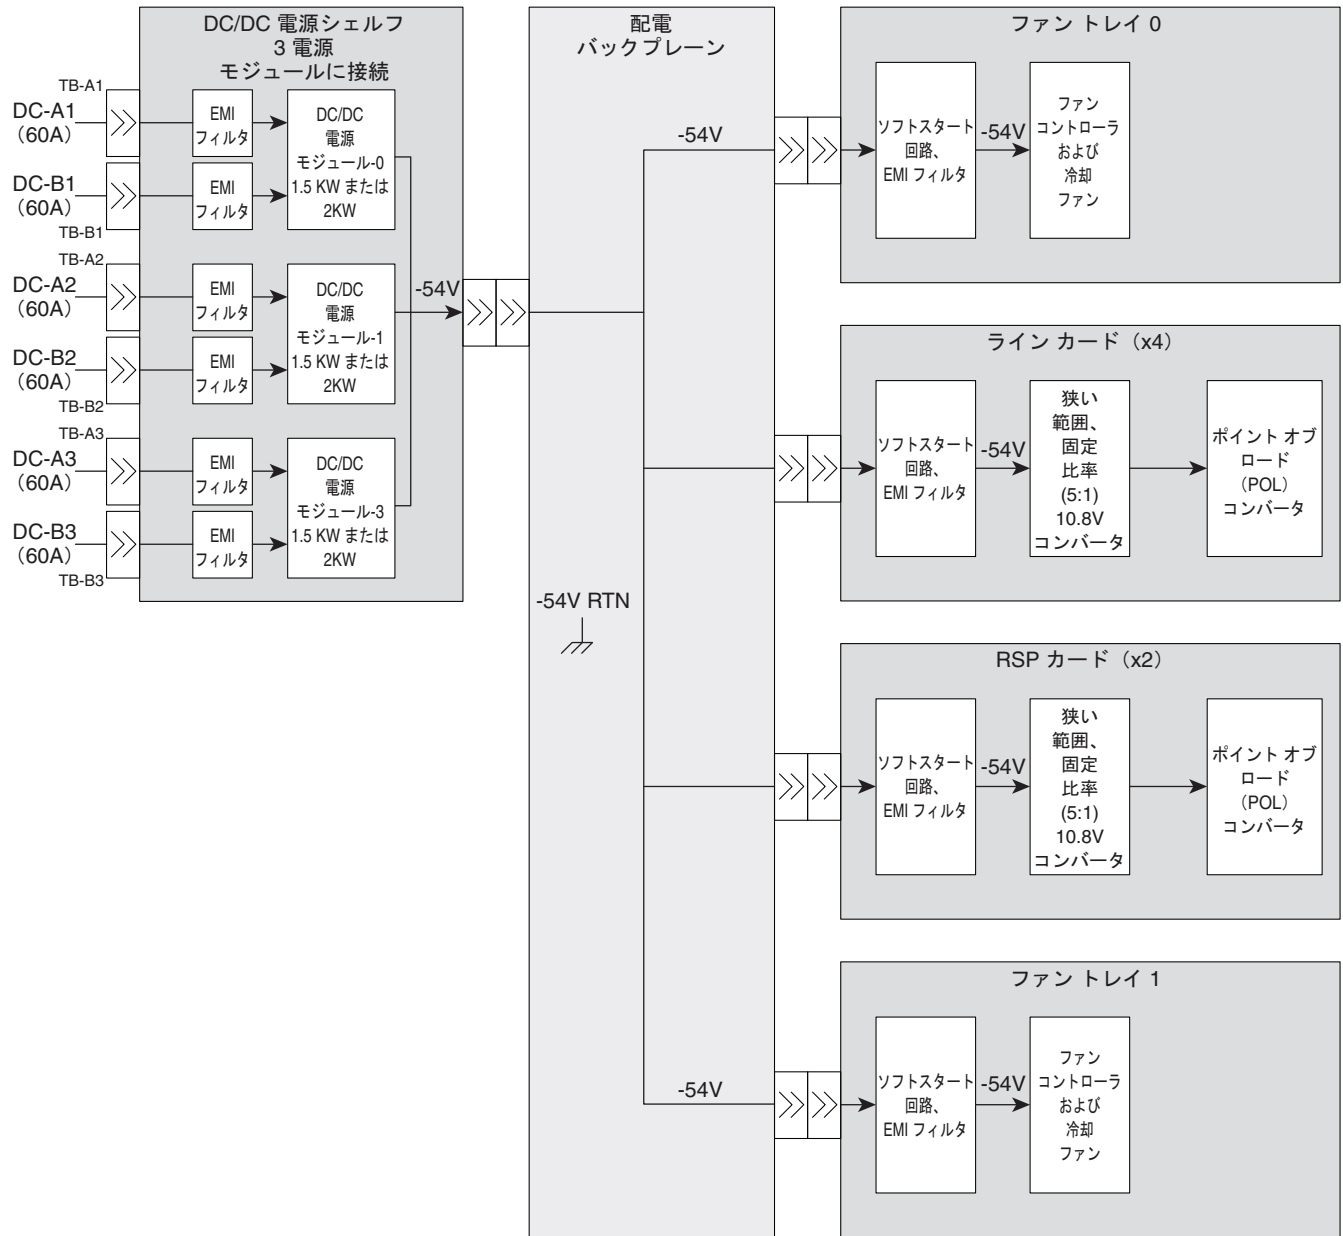 DC/DC 電源シェルフ
3 電源
モジュールに接続
TB-A1
DC-A1
(60A)
EMI
フィルタ
DC/DC
電源
モジュール-0
1.5 KW または
2KW
DC-B1
(60A)
TB-B1
EMI
フィルタ
TB-A2
DC-A2
(60A)
EMI
フィルタ
DC/DC
電源
モジュール-1
1.5 KW または
2KW
DC-B2
(60A)
TB-B2
EMI
フィルタ
TB-A3
DC-A3
(60A)
EMI
フィルタ
DC/DC
電源
モジュール-3
1.5 KW または
2KW
DC-B3
(60A)
TB-B3
EMI
フィルタ
-54V
配電
バックプレーン
-54V
-54V RTN
-54V
ファン トレイ 0
ソフトスタート
回路、
EMI フィルタ
-54V
ファン
コントローラ
および
冷却
ファン
ライン カード（x4）
ソフトスタート
回路、
EMI フィルタ
-54V
狭い
範囲、
固定
比率
(5:1)
10.8V
コンバータ
ポイント オブ
ロード
（POL）
コンバータ
RSP カード（x2）
ソフトスタート
回路、
EMI フィルタ
-54V
狭い
範囲、
固定
比率
(5:1)
10.8V
コンバータ
ポイント オブ
ロード
（POL）
コンバータ
ファン トレイ 1
ソフトスタート
回路、
EMI フィルタ
-54V
ファン
コントローラ
および
冷却
ファン